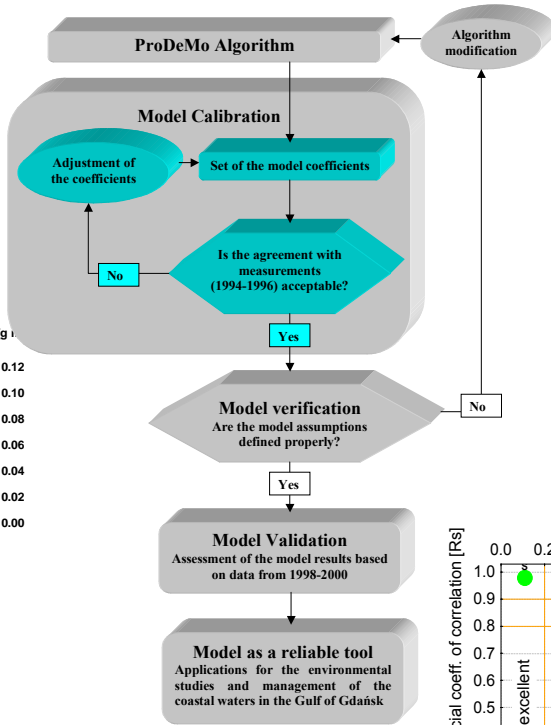 ProDeMo Algorithm
Algorithm
modification
Model Calibration
Adjustment of
the coefficients
Set of the model coefficients
Is the agreement with
measurements
(1994-1996) acceptable?
No
Yes
0.12
0.10
0.08
0.06
0.04
0.02
0.00
Model verification
Are the model assumptions
defined properly?
No
Yes
Model Validation
Assessment of the model results based
on data from 1998-2000
Model as a reliable tool
Applications for the environmental
studies and management of the
coastal waters in the Gulf of Gdańsk
0.0 0.2
1.0
0.9
0.8
0.7
0.6
0.5
coeff. of correlation [Rs]
excellent